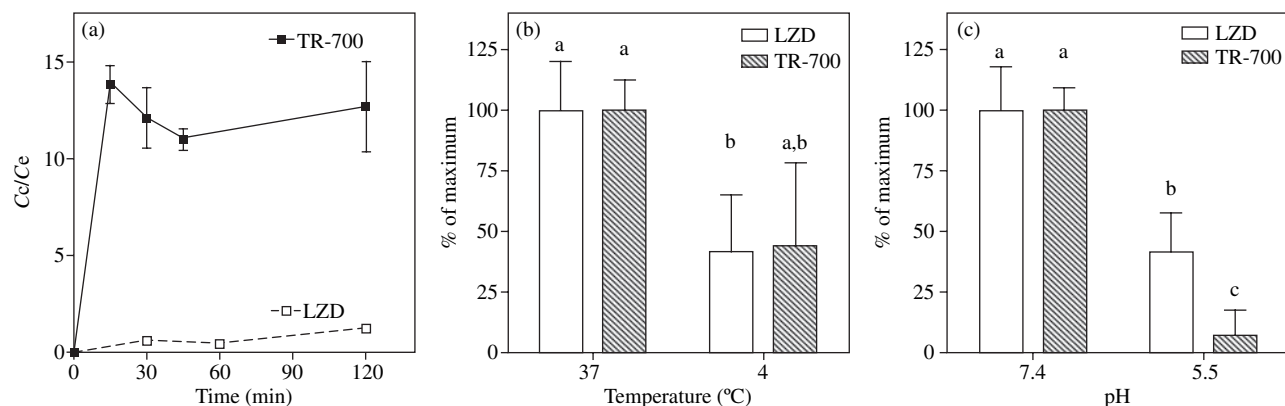 (a)
TR-700
LZD
15
10
5
0
Cc/Ce
0 30 60 90 120
Time (min)
(b)
LZD
TR-700
a a
b a,b
125
100
75
50
25
0
% of maximum
37 4
Temperature (ºC)
(c)
LZD
TR-700
a a
b
c
125
100
75
50
25
0
% of maximum
7.4 5.5
pH